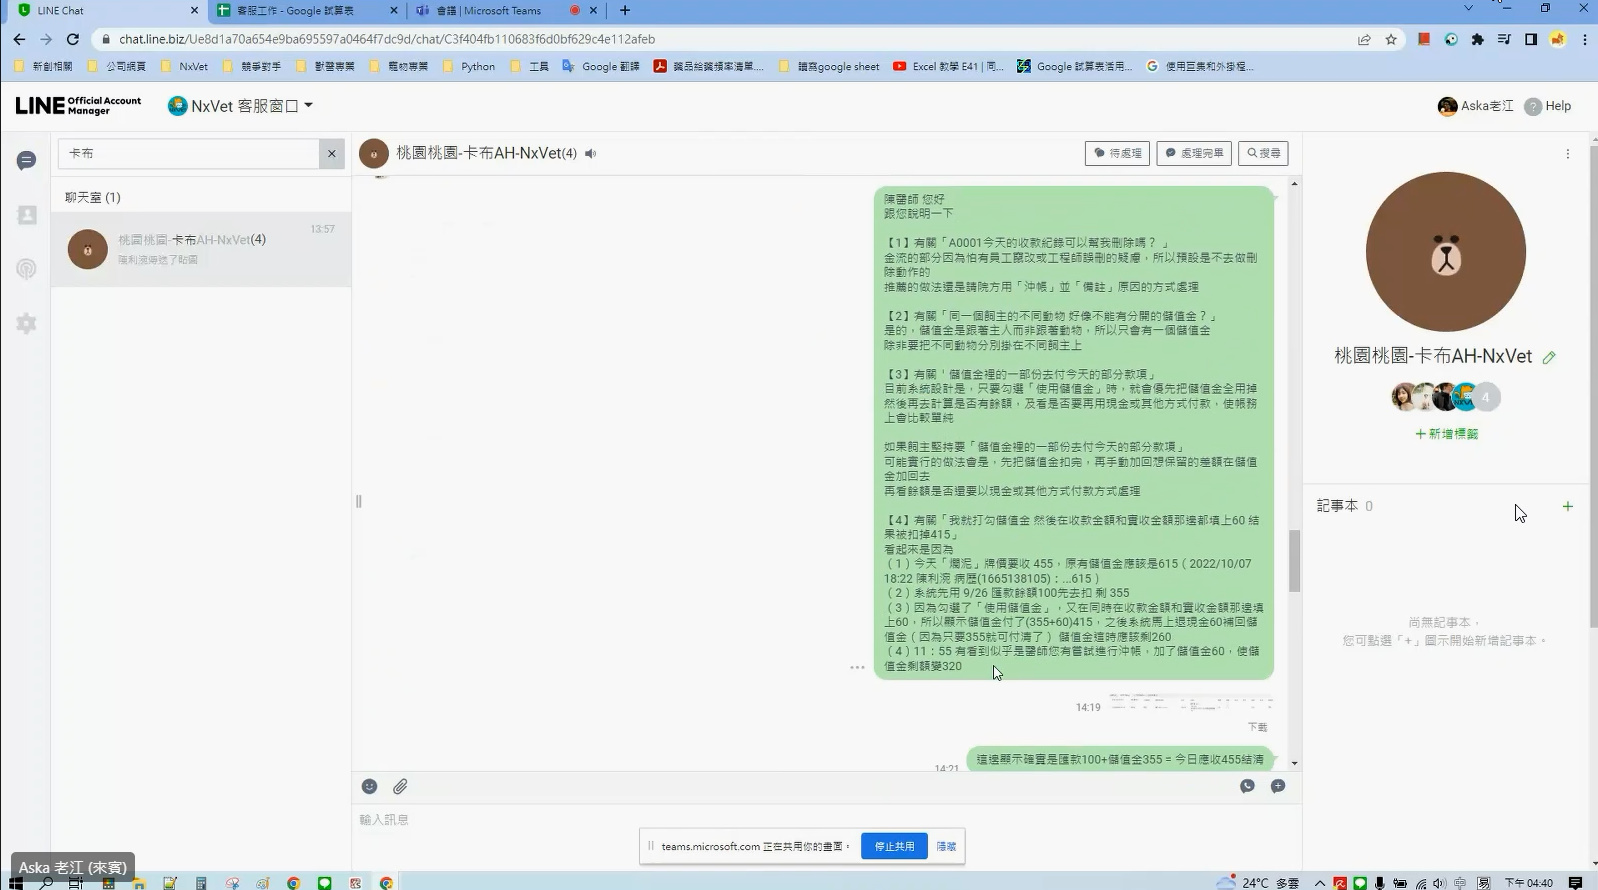 LINE Chat
客服工作 - Google 試算表
會議 | Microsoft Teams
chat.line.biz/Ue8d1a70a654e9ba695597a0464f7dc9d/chat/C3f404fb110683f6d0bf629c4e112afeb
新創相關
公司網頁
NxVet
競爭對手
獸醫專業
寵物專業
Python
工具
Google 翻譯
藥品給藥頻率清單....
讀寫google sheet
Excel 教學 E41 | 同...
Google 試算表活用...
使用巨集和外掛程...
LINE Official Account Manager
NxVet 客服窗口
Aska老江
Help
卡布
聊天室 (1)
桃園桃園-卡布AH-NxVet(4)
13:57
陳利涴傳送了貼圖
桃園桃園-卡布AH-NxVet(4)
待處理
處理完畢
搜尋
陳醫師 您好
跟您說明一下
【1】有關「A0001今天的收款紀錄可以幫我刪除嗎？ 」
金流的部分因為怕有員工竄改或工程師誤刪的疑慮，所以預設是不去做刪
除動作的
推薦的做法還是請院方用「沖帳」並「備註」原因的方式處理
【2】有關「同一個飼主的不同動物 好像不能有分開的儲值金？」
是的，儲值金是跟著主人而非跟著動物，所以只會有一個儲值金
除非要把不同動物分別掛在不同飼主上
【3】有關「儲值金裡的一部份去付今天的部分款項」
目前系統設計是，只要勾選「使用儲值金」時，就會優先把儲值金全用掉
然後再去計算是否有餘額，及看是否要再用現金或其他方式付款，使帳務
上會比較單純
如果飼主堅持要「儲值金裡的一部份去付今天的部分款項」
可能實行的做法會是，先把儲值金扣完，再手動加回想保留的差額在儲值
金加回去
再看餘額是否還要以現金或其他方式付款方式處理
【4】有關「我就打勾儲值金 然後在收款金額和實收金額那邊都填上60 結
果被扣掉415」
看起來是因為
（1）今天「爛泥」牌價要收 455，原有儲值金應該是615（2022/10/07
18:22 陳利涴 病歷(1665138105)：...615）
（2）系統先用 9/26 匯款餘額100先去扣 剩 355
（3）因為勾選了「使用儲值金」，又在同時在收款金額和實收金額那邊填
上60，所以顯示儲值金付了(355+60)415，之後系統馬上退現金60補回儲
值金（因為只要355就可付清了） 儲值金這時應該剩260
（4）11：55 有看到似乎是醫師您有嘗試進行沖帳，加了儲值金60，使儲
值金剩額變320
14:19
下載
14:21
這邊顯示確實是匯款100+儲值金355 = 今日應收455結清
輸入訊息
桃園桃園-卡布AH-NxVet
4
＋新增標籤
記事本 0
尚無記事本，
您可點選「+」圖示開始新增記事本。
teams.microsoft.com 正在共用你的畫面。
停止共用
隱藏
Aska 老江 (來賓)
24°C 多雲
下午 04:40